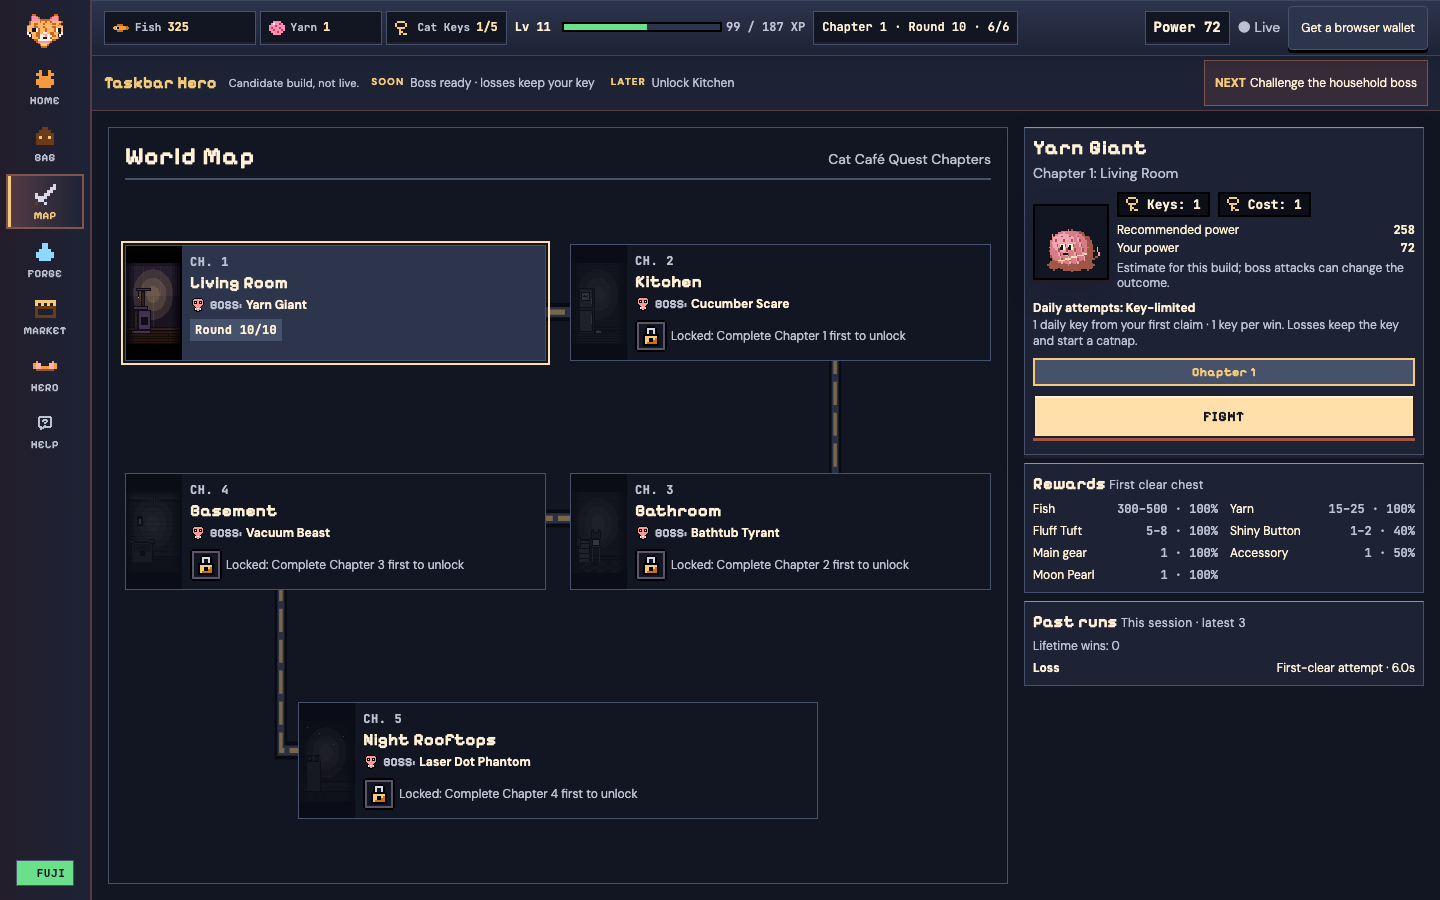 Fish 325
Yarn 1
Cat Keys 1/5
Lv 11
99 / 187 XP
Chapter 1 · Round 10 · 6/6
Power 72
Live
Get a browser wallet
HOME
BAG
MAP
FORGE
MARKET
HERO
HELP
FUJI
Taskbar Hero
Candidate build, not live.
SOON Boss ready · losses keep your key
LATER Unlock Kitchen
NEXT Challenge the household boss
World Map
Cat Café Quest Chapters
CH. 1
Living Room
BOSS: Yarn Giant
Round 10/10
CH. 2
Kitchen
BOSS: Cucumber Scare
Locked: Complete Chapter 1 first to unlock
CH. 4
Basement
BOSS: Vacuum Beast
Locked: Complete Chapter 3 first to unlock
CH. 3
Bathroom
BOSS: Bathtub Tyrant
Locked: Complete Chapter 2 first to unlock
CH. 5
Night Rooftops
BOSS: Laser Dot Phantom
Locked: Complete Chapter 4 first to unlock
Yarn Giant
Chapter 1: Living Room
Keys: 1
Cost: 1
Recommended power 258
Your power 72
Estimate for this build; boss attacks can change the
outcome.
Daily attempts: Key-limited
1 daily key from your first claim · 1 key per win. Losses keep the key
and start a catnap.
Chapter 1
FIGHT
Rewards First clear chest
Fish 300-500 · 100% Yarn 15-25 · 100%
Fluff Tuft 5-8 · 100% Shiny Button 1-2 · 40%
Main gear 1 · 100% Accessory 1 · 50%
Moon Pearl 1 · 100%
Past runs This session · latest 3
Lifetime wins: 0
Loss First-clear attempt · 6.0s